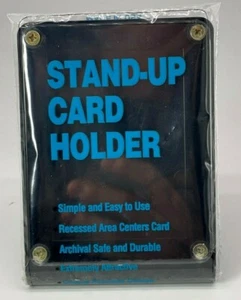 STAND-UP
CARD
HOLDER
Simple and Easy to Use
Recessed Area Centers Card
Archival Safe and Durable